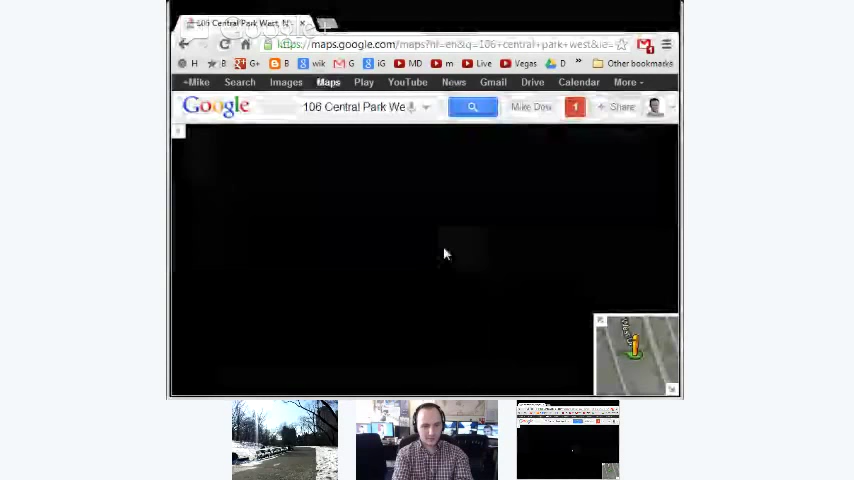 106 Central Park West, N
Google+
https://maps.google.com/maps?hl=en&q=106+central+park+west&ie=
H
B
G+
B
wik
G
iG
MD
m
Live
Vegas
D
»
Other bookmarks
+Mike
Search
Images
Maps
Play
YouTube
News
Gmail
Drive
Calendar
More
Google
106 Central Park We
Mike Dow
1
+ Share